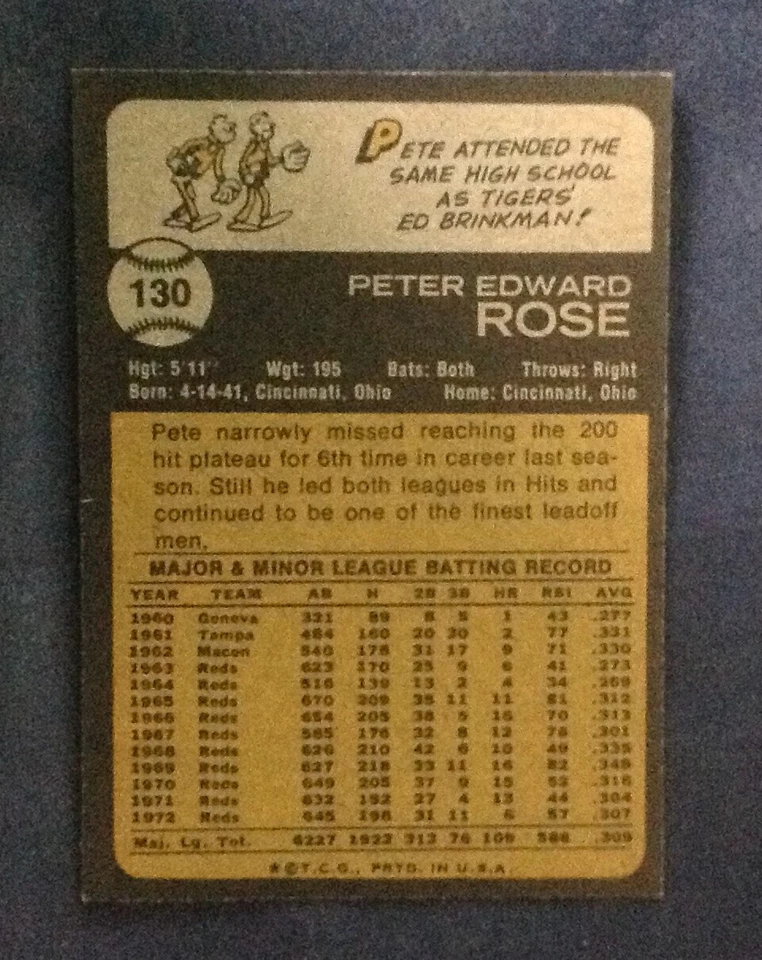 PETE ATTENDED THE
SAME HIGH SCHOOL
AS TIGERS'
ED BRINKMAN!
130
PETER EDWARD
ROSE
Hgt: 5'11" Wgt: 195 Bats: Both Throws: Right
Born: 4-14-41, Cincinnati, Ohio Home: Cincinnati, Ohio
Pete narrowly missed reaching the 200
hit plateau for 6th time in career last sea-
son. Still he led both leagues in Hits and
continued to be one of the finest leadoff
men.
MAJOR & MINOR LEAGUE BATTING RECORD
YEAR TEAM AB H 2B 3B HR RBI AVG
1960 Geneva 321 89 8 5 1 43 .277
1961 Tampa 484 160 20 30 2 77 .331
1962 Macon 540 178 31 17 9 71 .330
1963 Reds 623 170 25 9 6 41 .273
1964 Reds 516 139 13 2 4 34 .269
1965 Reds 670 209 35 11 11 81 .312
1966 Reds 654 205 38 5 16 70 .313
1967 Reds 585 176 32 8 12 76 .301
1968 Reds 626 210 42 6 10 49 .335
1969 Reds 627 218 33 11 16 82 .348
1970 Reds 649 205 37 9 15 52 .316
1971 Reds 632 192 27 4 13 44 .304
1972 Reds 645 198 31 11 6 57 .307
Maj. Lg. Tot. 6227 1922 313 76 109 .309
*©T.C.G., PRTD. IN U.S.A.